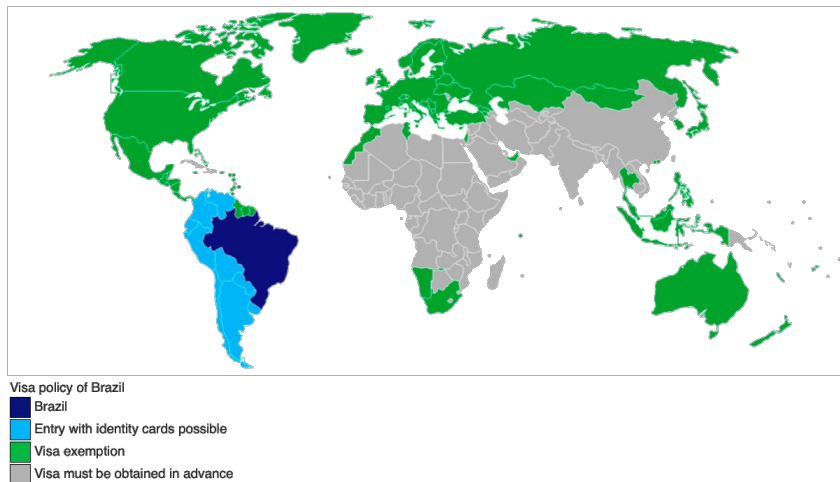 Visa policy of Brazil
Brazil
Entry with identity cards possible
Visa exemption
Visa must be obtained in advance